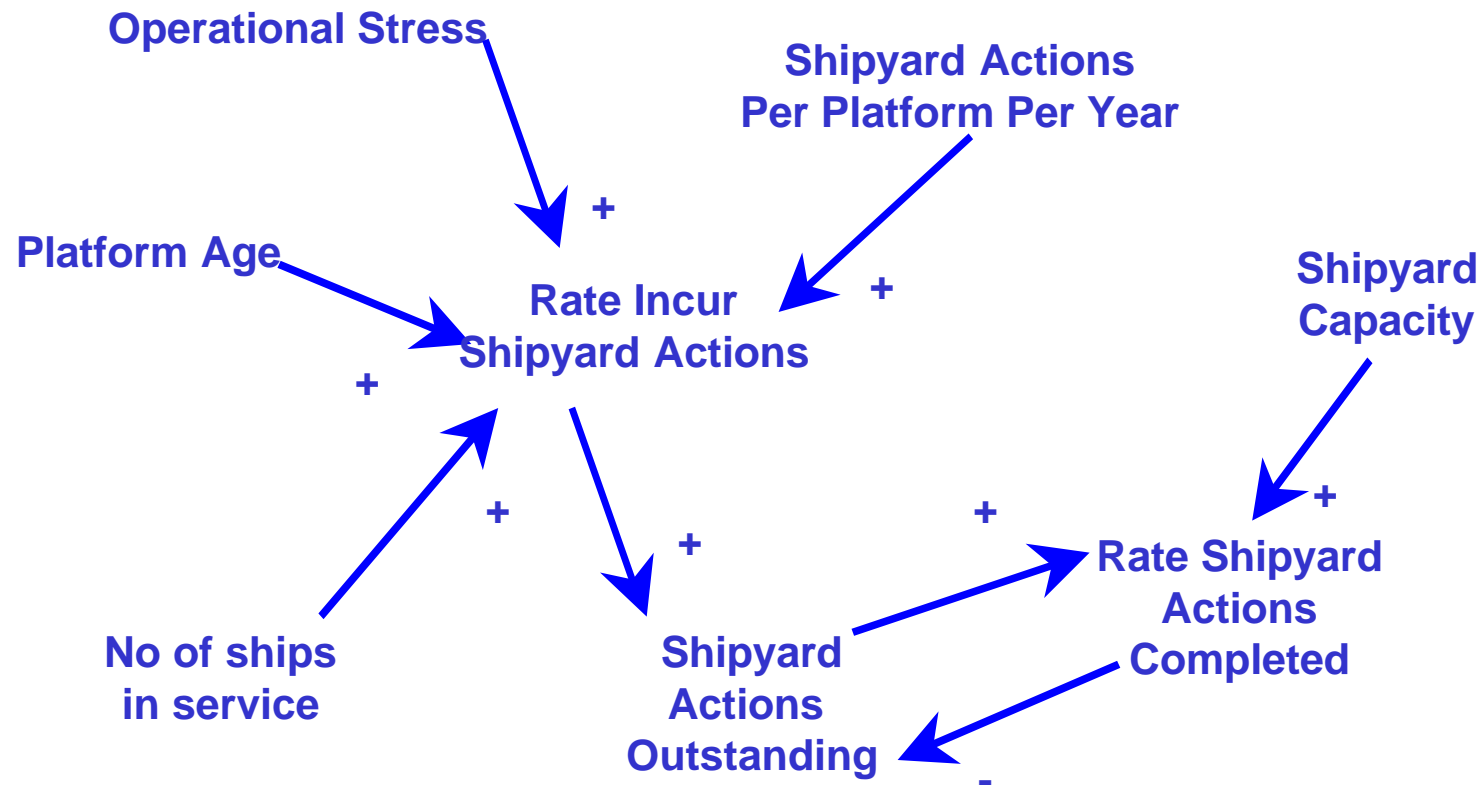 Operational Stress
Shipyard Actions
Per Platform Per Year
+
Platform Age
Shipyard
Capacity
+
Rate Incur
Shipyard Actions
+
+
+
+
+
Rate Shipyard
Actions
Completed
No of ships
in service
Shipyard
Actions
Outstanding
-